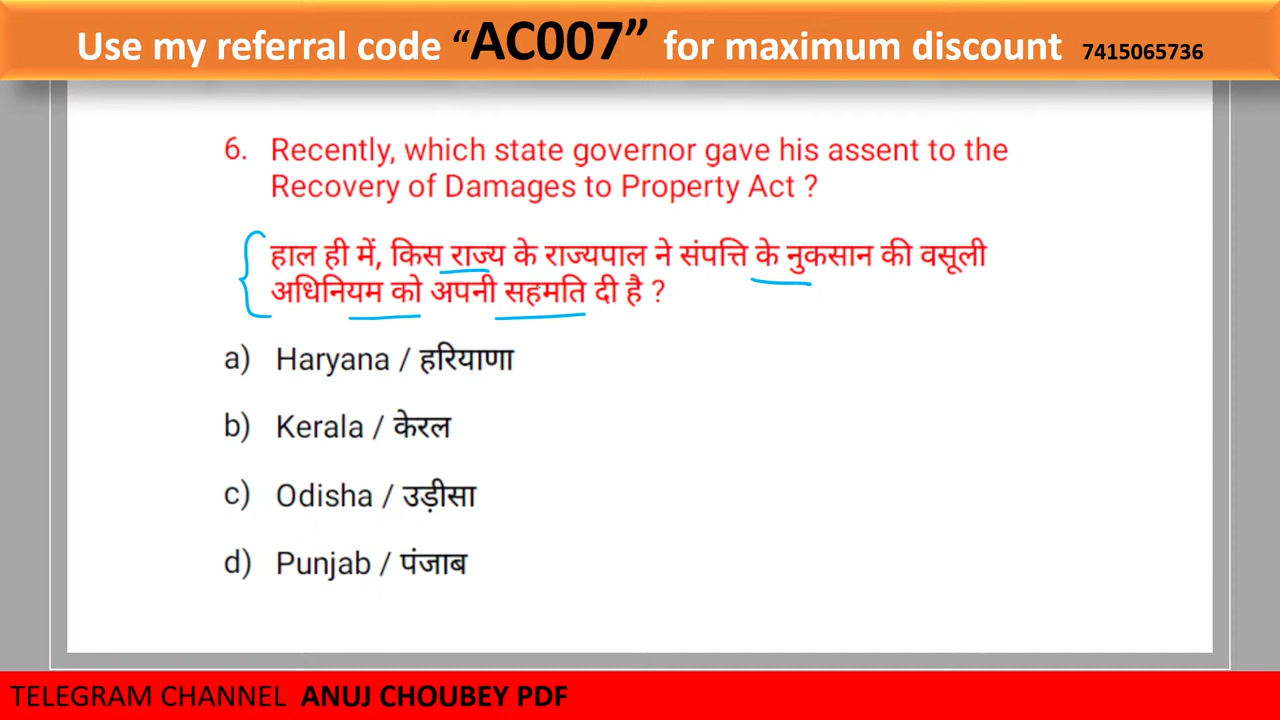 Use my referral code “AC007” for maximum discount 7415065736
6. Recently, which state governor gave his assent to the
Recovery of Damages to Property Act ?
हाल ही में, किस राज्य के राज्यपाल ने संपत्ति के नुकसान की वसूली
अधिनियम को अपनी सहमति दी है ?
a) Haryana / हरियाणा
b) Kerala / केरल
c) Odisha / उड़ीसा
d) Punjab / पंजाब
TELEGRAM CHANNEL ANUJ CHOUBEY PDF